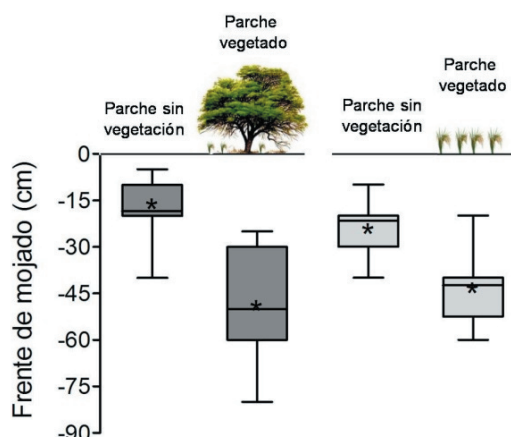 Parche
vegetado
Parche sin
vegetación
Parche sin
vegetación
Parche
vegetado
Frente de mojado (cm)
0
-15
-30
-45
-60
-75
-90
*
*
*
*